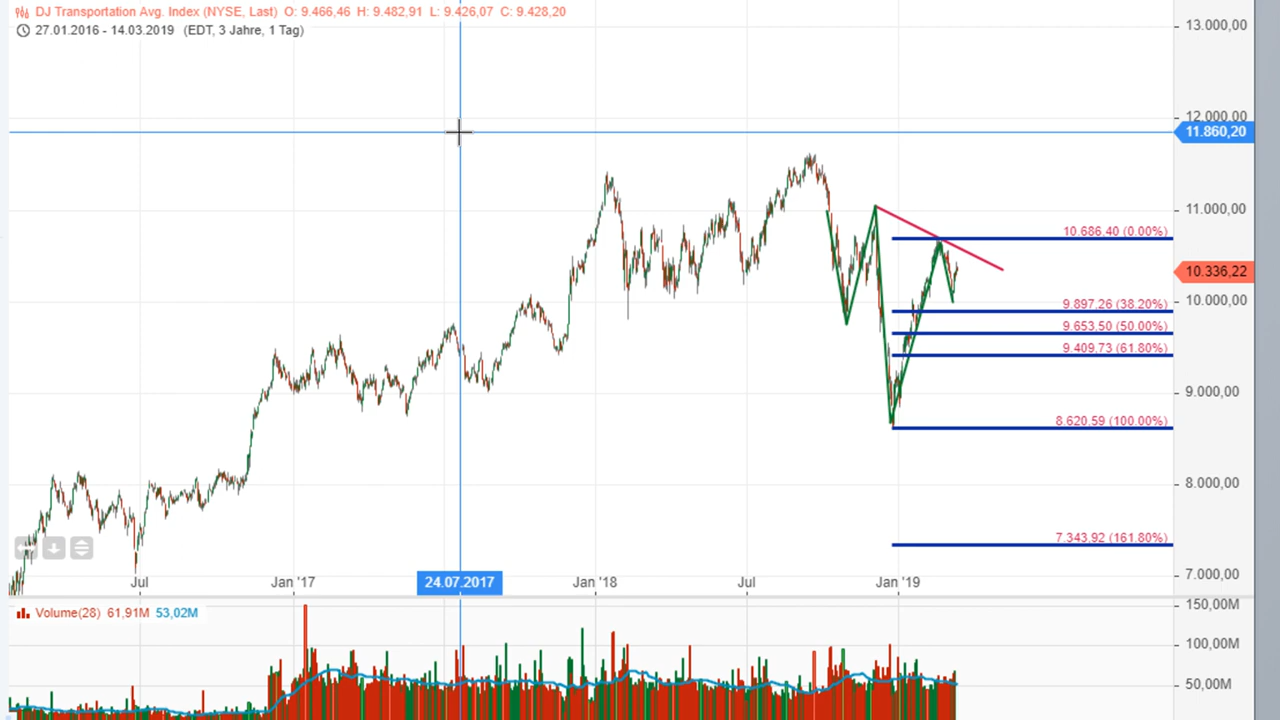 DJ Transportation Avg. Index (NYSE, Last) O: 9.466,46 H: 9.482,91 L: 9.426,07 C: 9.428,20
27.01.2016 - 14.03.2019 (EDT, 3 Jahre, 1 Tag)
13.000,00
12.000,00
11.860,20
11.000,00
10.686,40 (0.00%)
10.336,22
10.000,00
9.897,26 (38.20%)
9.653,50 (50.00%)
9.409,73 (61.80%)
9.000,00
8.620,59 (100.00%)
8.000,00
7.343,92 (161.80%)
7.000,00
Jul Jan '17 24.07.2017 Jan '18 Jul Jan '19
Volume(28) 61,91M 53,02M
150,00M
100,00M
50,00M